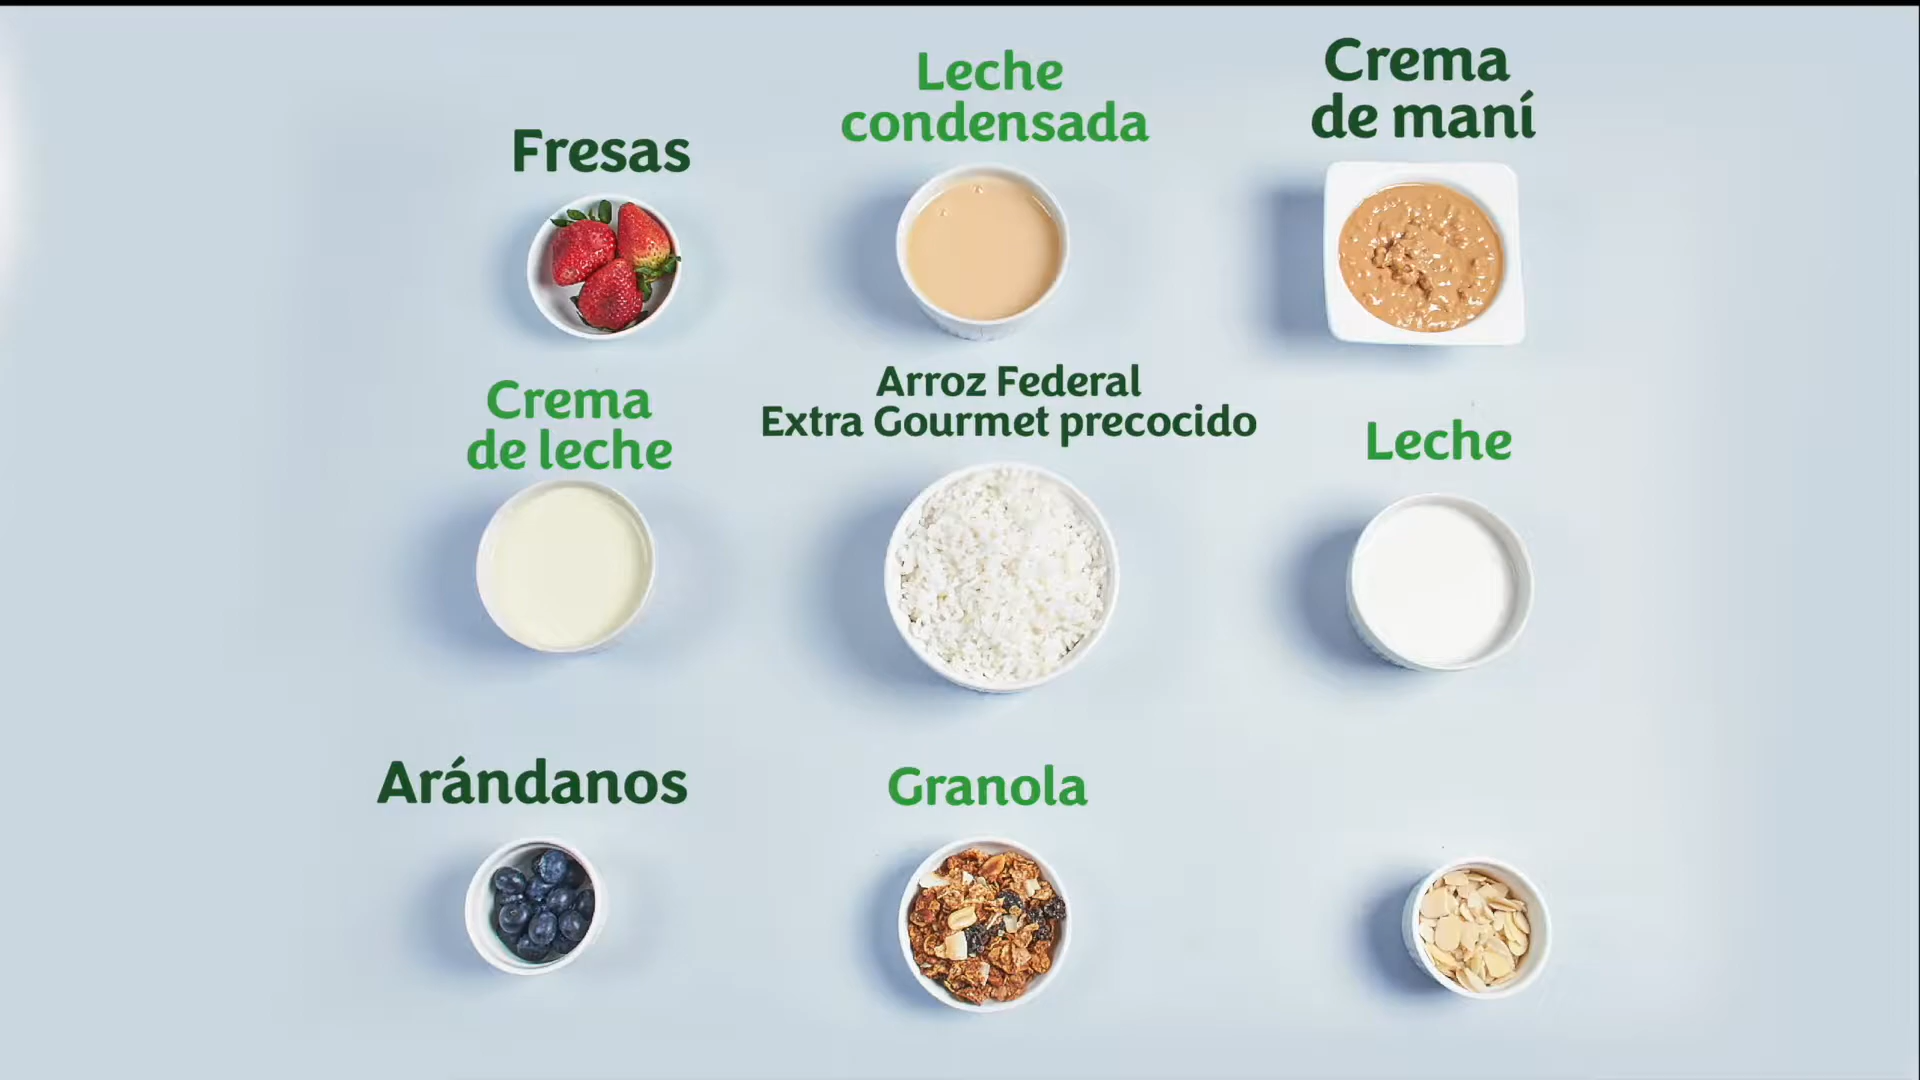 Fresas
Leche
condensada
Crema
de maní
Crema
de leche
Arroz Federal
Extra Gourmet precocido
Leche
Arándanos
Granola